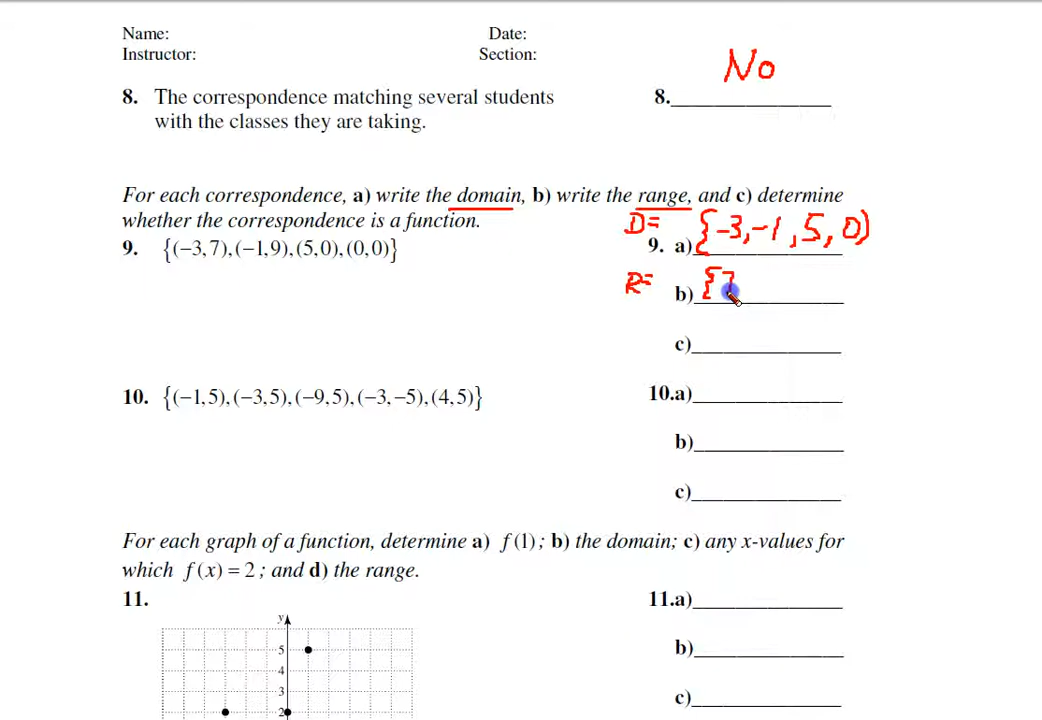 Name: Date:
Instructor: Section:
No
8. The correspondence matching several students 8.
with the classes they are taking.
For each correspondence, a) write the domain, b) write the range, and c) determine
whether the correspondence is a function.
D= {-3,-1,5,0}
9. {(−3,7),(−1,9),(5,0),(0,0)} 9. a)
R= b) {7
c)
10. {(−1,5),(−3,5),(−9,5),(−3,−5),(4,5)} 10.a)
b)
c)
For each graph of a function, determine a) f(1); b) the domain; c) any x-values for
which f(x) = 2; and d) the range.
11. 11.a)
y
5
b)
4
3
c)
2